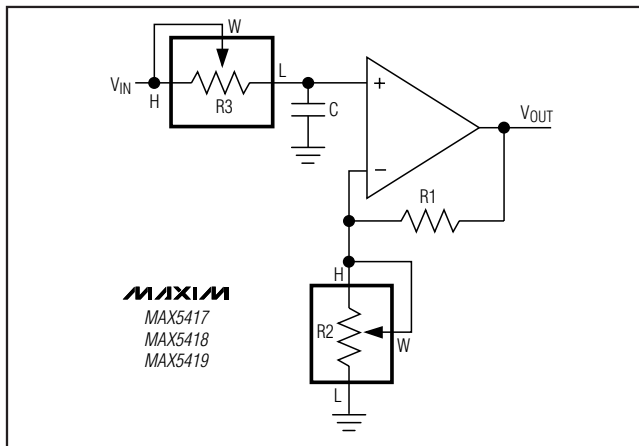 W
V_IN
H
R3
L
C
+
−
V_OUT
R1
H
R2
W
L
MAXIM
MAX5417
MAX5418
MAX5419